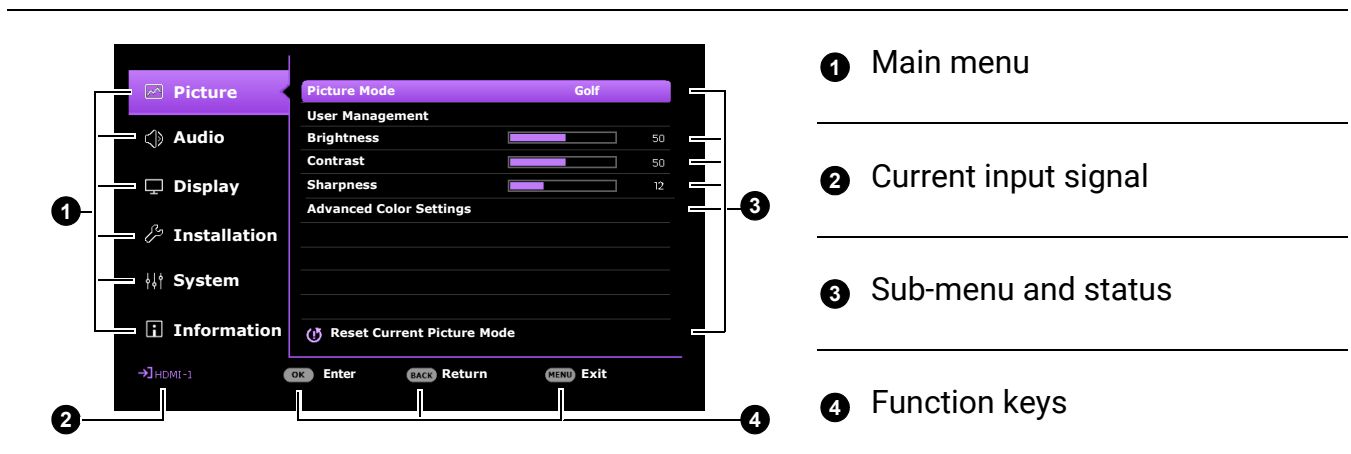 Picture
Audio
Display
Installation
System
Information
Picture Mode Golf
User Management
Brightness 50
Contrast 50
Sharpness 12
Advanced Color Settings
Reset Current Picture Mode
HDMI-1
OK Enter
BACK Return
MENU Exit
1
2
3
4
1 Main menu
2 Current input signal
3 Sub-menu and status
4 Function keys